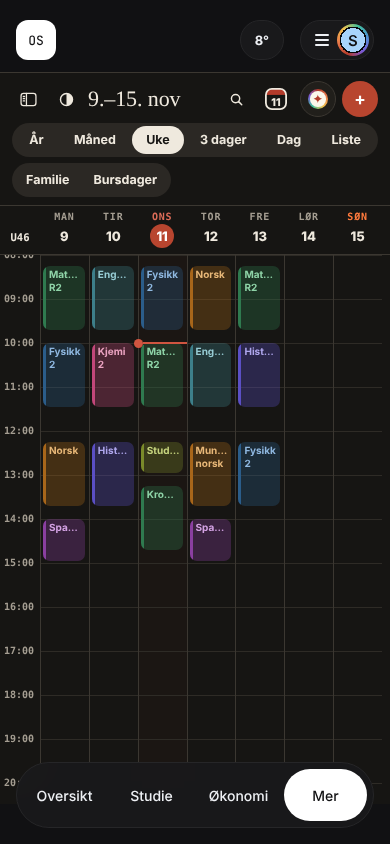 OS
8°
S
9.–15. nov
11
+
År Måned Uke 3 dager Dag Liste
Familie Bursdager
MAN TIR ONS TOR FRE LØR SØN
U46 9 10 11 12 13 14 15
08:00
Mat... R2
Eng...
Fysikk 2
Norsk
Mat... R2
09:00
10:00
Fysikk 2
Kjemi 2
Mat... R2
Eng...
Hist...
11:00
12:00
Norsk
Hist...
Stud...
Mun... norsk
Fysikk 2
13:00
Kro...
14:00
Spa...
Spa...
15:00
16:00
17:00
18:00
19:00
20:
Oversikt Studie Økonomi Mer